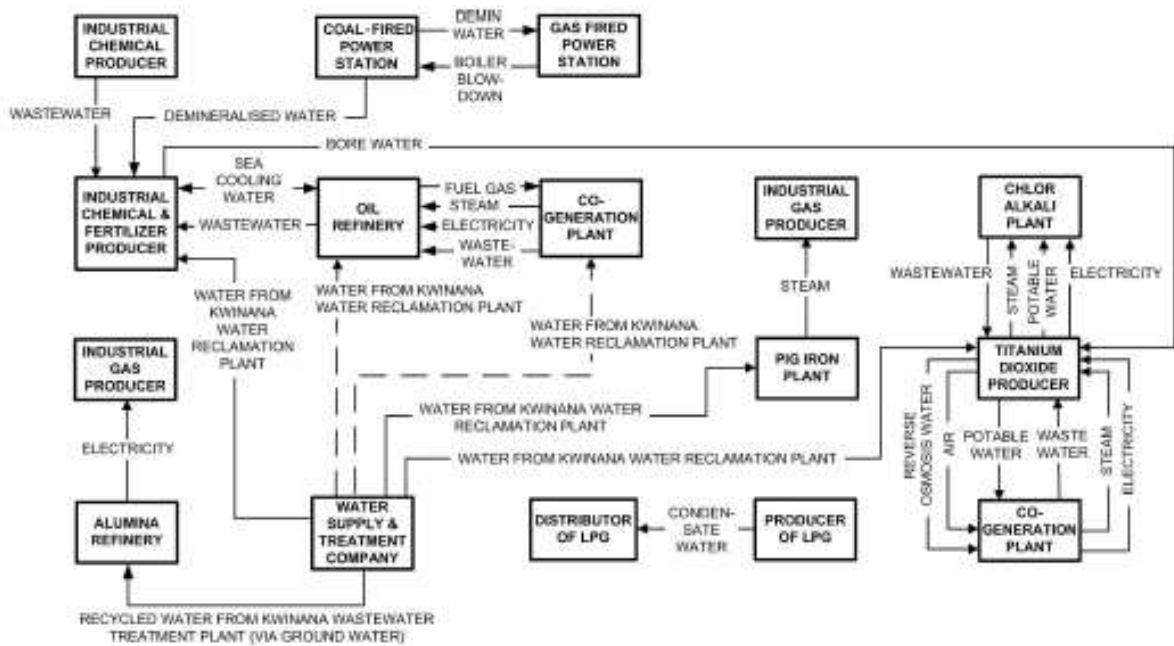 INDUSTRIAL
CHEMICAL
PRODUCER
COAL-FIRED
POWER
STATION
DEMIN
WATER
GAS FIRED
POWER
STATION
BOILER
BLOW-
DOWN
WASTEWATER
DEMINERALISED WATER
BORE WATER
INDUSTRIAL
CHEMICAL &
FERTILIZER
PRODUCER
SEA
COOLING
WATER
WASTEWATER
OIL
REFINERY
FUEL GAS
STEAM
ELECTRICITY
WASTE-
WATER
CO-
GENERATION
PLANT
INDUSTRIAL
GAS
PRODUCER
CHLOR
ALKALI
PLANT
WASTEWATER
STEAM
POTABLE
WATER
ELECTRICITY
WATER FROM
KWINANA
WATER
RECLAMATION
PLANT
WATER FROM KWINANA
WATER RECLAMATION PLANT
WATER FROM KWINANA
WATER RECLAMATION PLANT
STEAM
INDUSTRIAL
GAS
PRODUCER
PIG IRON
PLANT
TITANIUM
DIOXIDE
PRODUCER
ELECTRICITY
WATER FROM KWINANA WATER
RECLAMATION PLANT
WATER FROM KWINANA WATER RECLAMATION PLANT
REVERSE
OSMOSIS WATER
AIR
POTABLE
WATER
WASTE
WATER
STEAM
ELECTRICITY
ALUMINA
REFINERY
WATER
SUPPLY &
TREATMENT
COMPANY
DISTRIBUTOR
OF LPG
CONDEN-
SATE
WATER
PRODUCER
OF LPG
CO-
GENERATION
PLANT
RECYCLED WATER FROM KWINANA WASTEWATER
TREATMENT PLANT (VIA GROUND WATER)